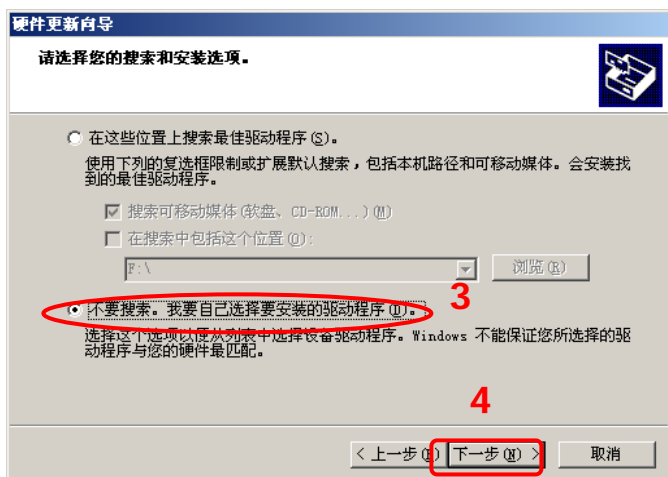 硬件更新向导
请选择您的搜索和安装选项。
在这些位置上搜索最佳驱动程序(S)。
使用下列的复选框限制或扩展默认搜索，包括本机路径和可移动媒体。会安装找
到的最佳驱动程序。
搜索可移动媒体(软盘、CD-ROM...)(M)
在搜索中包括这个位置(O):
F:\
浏览(R)
3
不要搜索。我要自己选择要安装的驱动程序(D)。
选择这个选项以便从列表中选择设备驱动程序。Windows 不能保证您所选择的驱
动程序与您的硬件最匹配。
4
< 上一步(B)
下一步(N) >
取消